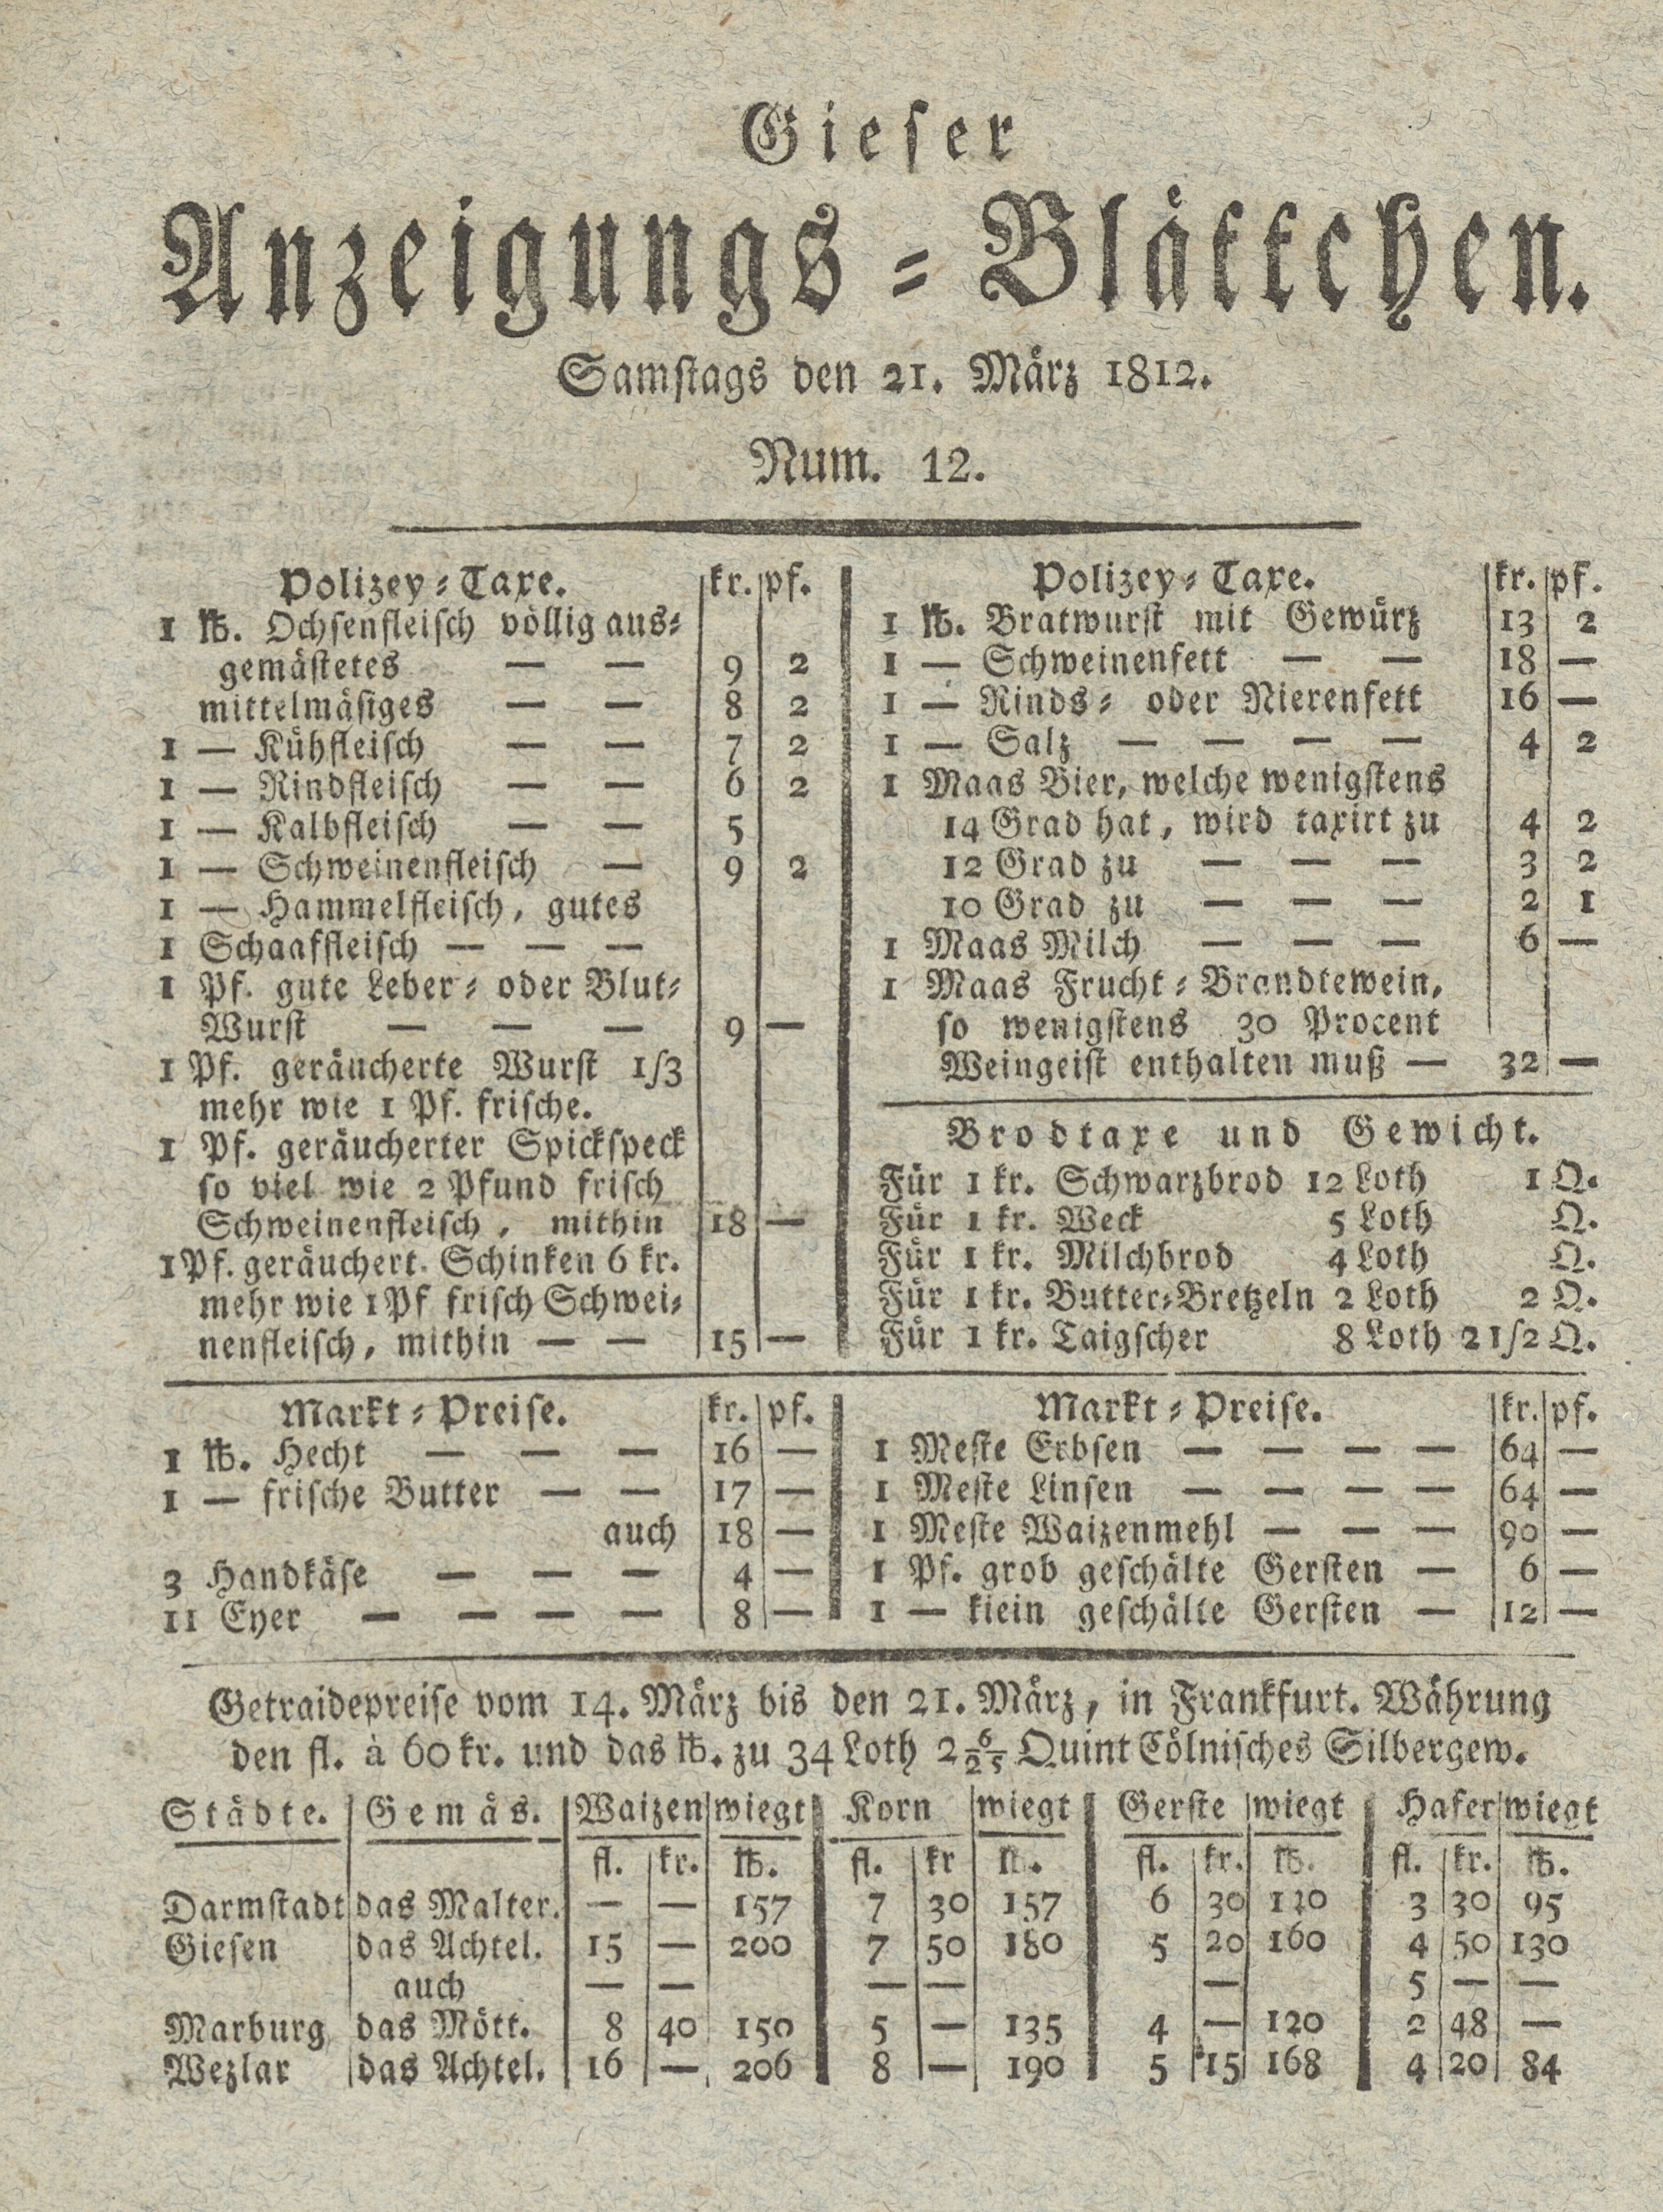 Gieser
Anzeigungs-Blättchen.
Samstags den 21. März 1812.
Num. 12.
Polizey-Taxe. kr. pf.
1 ℔. Ochsenfleisch völlig aus-
gemästetes — — 9 2
mittelmäsiges — — 8 2
1 — Kühfleisch — — 7 2
1 — Rindfleisch — — 6 2
1 — Kalbfleisch — — 5
1 — Schweinenfleisch — 9 2
1 — Hammelfleisch, gutes
1 Schaaffleisch — — —
1 Pf. gute Leber- oder Blut-
Wurst — — — 9 —
1 Pf. geräucherte Wurst 1/3
mehr wie 1 Pf. frische.
1 Pf. geräucherter Spickspeck
so viel wie 2 Pfund frisch
Schweinenfleisch, mithin 18 —
1 Pf. geräuchert. Schinken 6 kr.
mehr wie 1 Pf frisch Schwei-
nenfleisch, mithin — — 15 —
Polizey-Taxe. kr. pf.
1 ℔. Bratwurst mit Gewürz 13 2
1 — Schweinenfett — — 18 —
1 — Rinds- oder Nierenfett 16 —
1 — Salz — — — — 4 2
1 Maas Bier, welche wenigstens
14 Grad hat, wird taxirt zu 4 2
12 Grad zu — — — 3 2
10 Grad zu — — — 2 1
1 Maas Milch — — — 6 —
1 Maas Frucht-Brandtewein,
so wenigstens 30 Procent
Weingeist enthalten muß — 32 —
Brodtaxe und Gewicht.
Für 1 kr. Schwarzbrod 12 Loth 1 Q.
Für 1 kr. Weck 5 Loth Q.
Für 1 kr. Milchbrod 4 Loth Q.
Für 1 kr. Butter-Bretzeln 2 Loth 2 Q.
Für 1 kr. Taigscher 8 Loth 2 1/2 Q.
Markt-Preise. kr. pf.
1 ℔. Hecht — — — 16 —
1 — frische Butter — — 17 —
auch 18 —
3 Handkäse — — — 4 —
11 Eyer — — — — 8 —
Markt-Preise. kr. pf.
1 Meste Erbsen — — — — 64 —
1 Meste Linsen — — — — 64 —
1 Meste Waizenmehl — — — 90 —
1 Pf. grob geschälte Gersten — 6 —
1 — kiein geschälte Gersten — 12 —
Getraidepreise vom 14. März bis den 21. März, in Frankfurt. Währung
den fl. à 60 kr. und das ℔. zu 34 Loth 2 6/25 Quint Cölnisches Silbergew.
Städte. Gemäs. Waizen wiegt Korn wiegt Gerste wiegt Hafer wiegt
fl. kr. ℔. fl. kr ℔. fl. kr. ℔. fl. kr. ℔.
Darmstadt das Malter. — — 157 7 30 157 6 30 130 3 30 95
Giesen das Achtel. 15 — 200 7 50 180 5 20 160 4 50 130
auch — — — — — 5 — —
Marburg das Mött. 8 40 150 5 — 135 4 — 120 2 48 —
Wezlar das Achtel. 16 — 206 8 — 190 5 15 168 4 20 84